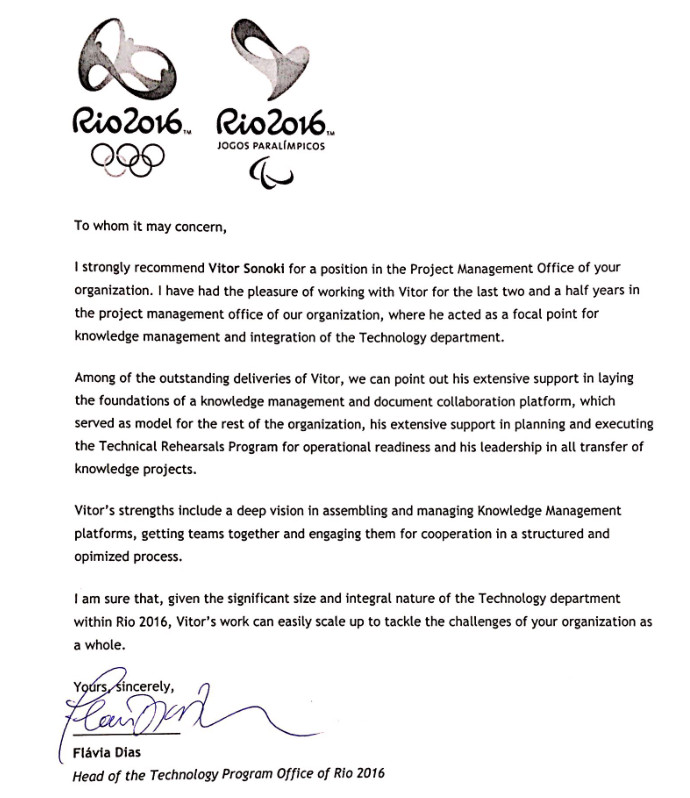 Rio2016™ Rio2016™
JOGOS PARALÍMPICOS
To whom it may concern,
I strongly recommend Vitor Sonoki for a position in the Project Management Office of your
organization. I have had the pleasure of working with Vitor for the last two and a half years in
the project management office of our organization, where he acted as a focal point for
knowledge management and integration of the Technology department.
Among of the outstanding deliveries of Vitor, we can point out his extensive support in laying
the foundations of a knowledge management and document collaboration platform, which
served as model for the rest of the organization, his extensive support in planning and executing
the Technical Rehearsals Program for operational readiness and his leadership in all transfer of
knowledge projects.
Vitor's strengths include a deep vision in assembling and managing Knowledge Management
platforms, getting teams together and engaging them for cooperation in a structured and
opimized process.
I am sure that, given the significant size and integral nature of the Technology department
within Rio 2016, Vitor's work can easily scale up to tackle the challenges of your organization as
a whole.
Yours, sincerely,
Flávia Dias
Head of the Technology Program Office of Rio 2016